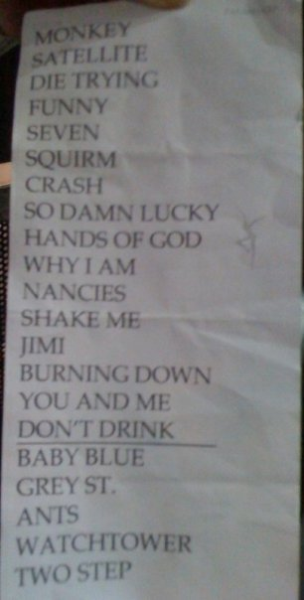 MONKEY
SATELLITE
DIE TRYING
FUNNY
SEVEN
SQUIRM
CRASH
SO DAMN LUCKY
HANDS OF GOD
WHY I AM
NANCIES
SHAKE ME
JIMI
BURNING DOWN
YOU AND ME
DON'T DRINK
BABY BLUE
GREY ST.
ANTS
WATCHTOWER
TWO STEP